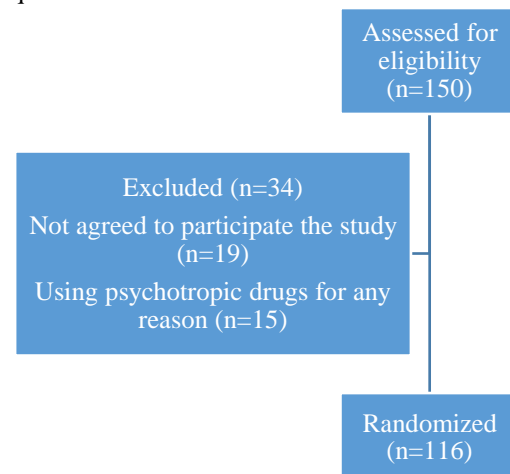 Assessed for
eligibility
(n=150)
Excluded (n=34)
Not agreed to participate the study
(n=19)
Using psychotropic drugs for any
reason (n=15)
Randomized
(n=116)